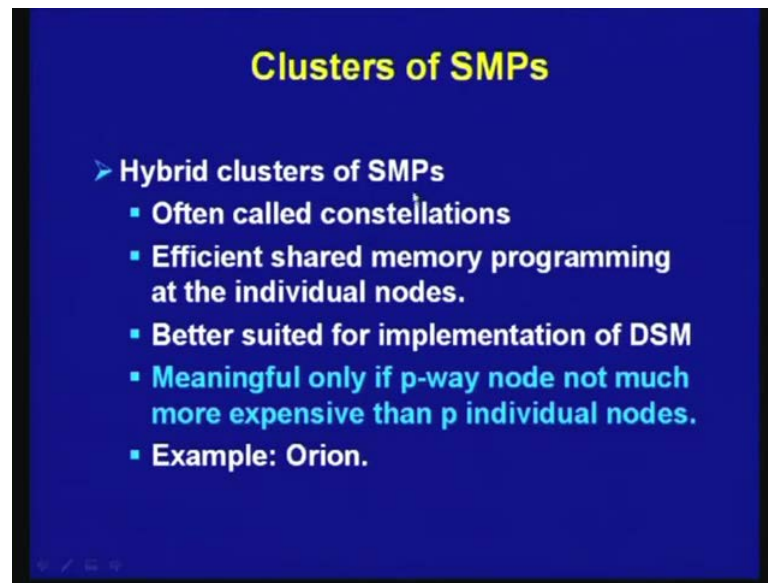 Clusters of SMPs
➢ Hybrid clusters of SMPs
▪ Often called constellations
▪ Efficient shared memory programming
at the individual nodes.
▪ Better suited for implementation of DSM
▪ Meaningful only if p-way node not much
more expensive than p individual nodes.
▪ Example: Orion.